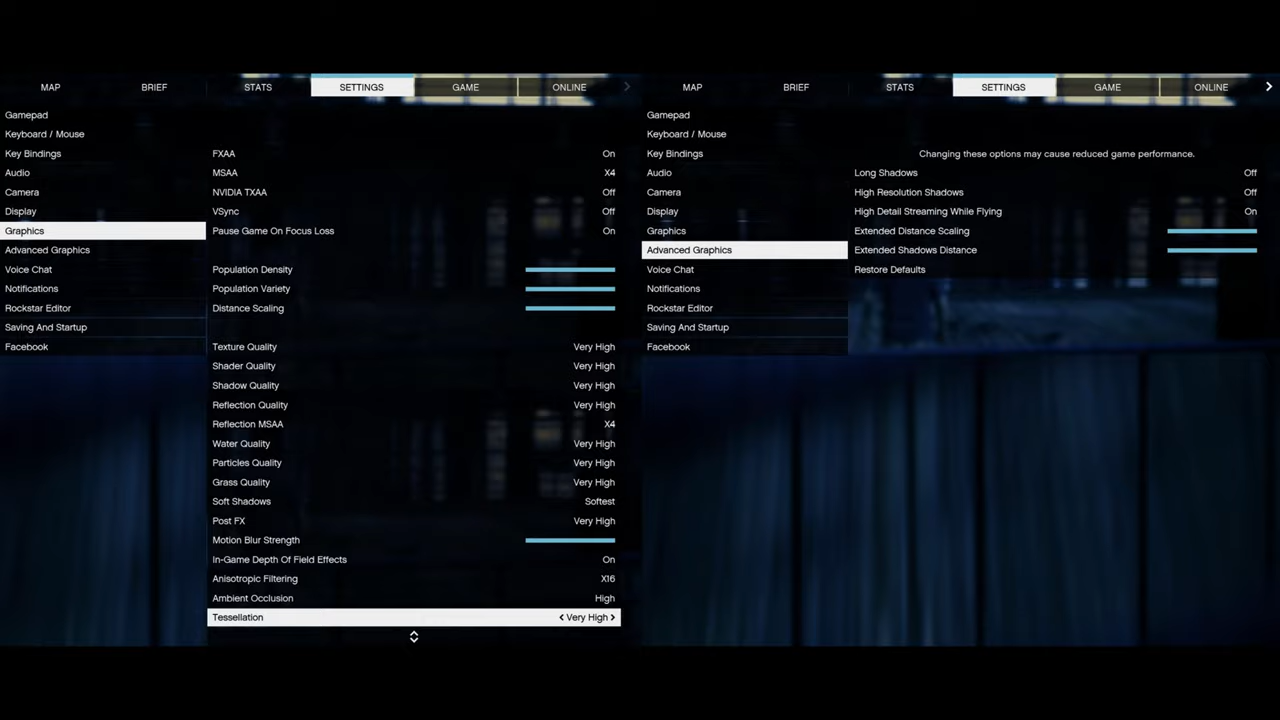 MAP BRIEF STATS SETTINGS GAME ONLINE
Gamepad
Keyboard / Mouse
Key Bindings
Audio
Camera
Display
Graphics
Advanced Graphics
Voice Chat
Notifications
Rockstar Editor
Saving And Startup
Facebook
FXAA On
MSAA X4
NVIDIA TXAA Off
VSync Off
Pause Game On Focus Loss On
Population Density
Population Variety
Distance Scaling
Texture Quality Very High
Shader Quality Very High
Shadow Quality Very High
Reflection Quality Very High
Reflection MSAA X4
Water Quality Very High
Particles Quality Very High
Grass Quality Very High
Soft Shadows Softest
Post FX Very High
Motion Blur Strength
In-Game Depth Of Field Effects On
Anisotropic Filtering X16
Ambient Occlusion High
Tessellation Very High
MAP BRIEF STATS SETTINGS GAME ONLINE
Gamepad
Keyboard / Mouse
Key Bindings
Audio
Camera
Display
Graphics
Advanced Graphics
Voice Chat
Notifications
Rockstar Editor
Saving And Startup
Facebook
Changing these options may cause reduced game performance.
Long Shadows Off
High Resolution Shadows Off
High Detail Streaming While Flying On
Extended Distance Scaling
Extended Shadows Distance
Restore Defaults